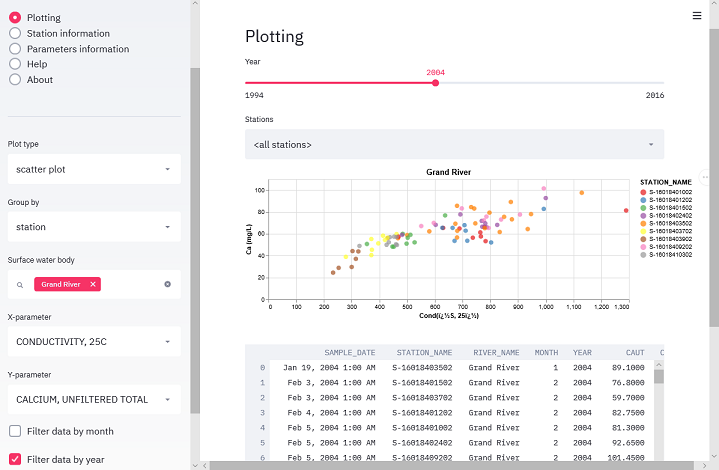 Plotting
Station information
Parameters information
Help
About
Plot type
scatter plot
Group by
station
Surface water body
Grand River ×
X-parameter
CONDUCTIVITY, 25C
Y-parameter
CALCIUM, UNFILTERED TOTAL
Filter data by month
Filter data by year
Plotting
Year
2004
1994 2016
Stations
<all stations>
Grand River
Ca (mg/L)
100
80
60
40
20
0
0 100 200 300 400 500 600 700 800 900 1,000 1,100 1,200 1,300
Cond(ï¿½S, 25ï¿½)
STATION_NAME
S-16018401002
S-16018401202
S-16018401602
S-16018402402
S-16018403502
S-16018403702
S-16018403902
S-16018409202
S-16018410302
SAMPLE_DATE STATION_NAME RIVER_NAME MONTH YEAR CAUT C
0 Jan 19, 2004 1:00 AM S-16018403502 Grand River 1 2004 89.1000
1 Feb 3, 2004 1:00 AM S-16018401502 Grand River 2 2004 76.8000
2 Feb 3, 2004 1:00 AM S-16018403702 Grand River 2 2004 59.7000
3 Feb 4, 2004 1:00 AM S-16018401202 Grand River 2 2004 82.7500
4 Feb 5, 2004 1:00 AM S-16018401002 Grand River 2 2004 81.3000
5 Feb 5, 2004 1:00 AM S-16018402402 Grand River 2 2004 92.6500
6 Feb 5, 2004 1:00 AM S-16018409202 Grand River 2 2004 101.4500